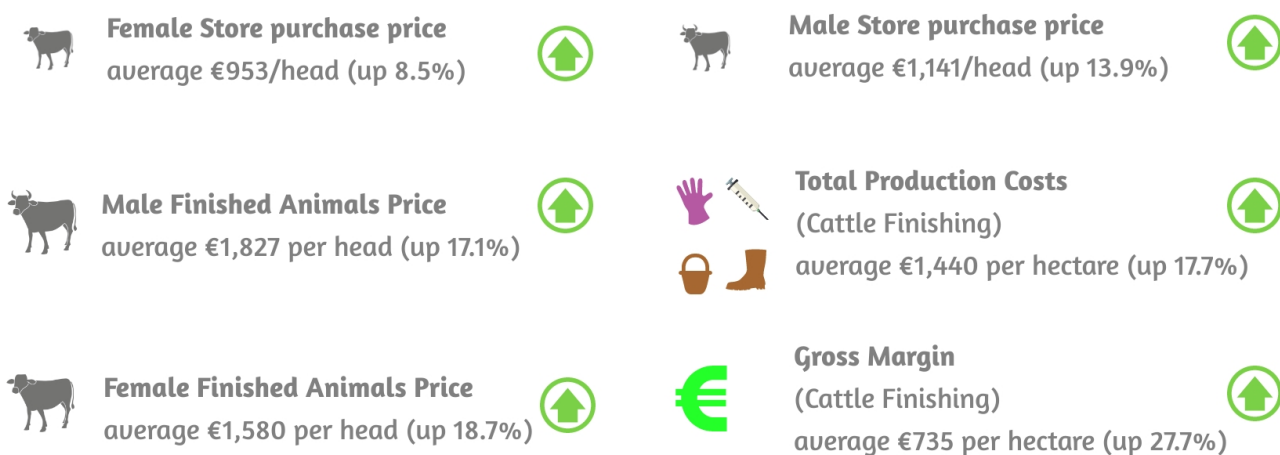 Female Store purchase price
average €953/head (up 8.5%)
Male Store purchase price
average €1,141/head (up 13.9%)
Male Finished Animals Price
average €1,827 per head (up 17.1%)
Total Production Costs
(Cattle Finishing)
average €1,440 per hectare (up 17.7%)
Female Finished Animals Price
average €1,580 per head (up 18.7%)
Gross Margin
(Cattle Finishing)
average €735 per hectare (up 27.7%)